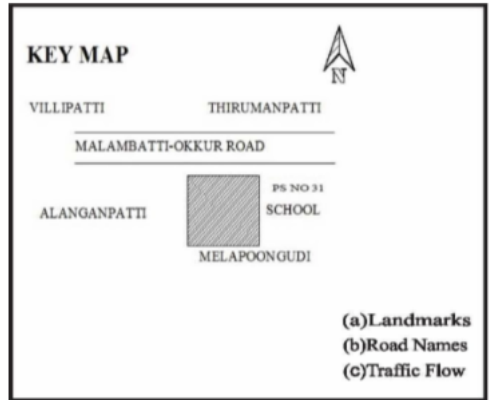 KEY MAP
N
VILLIPATTI THIRUMANPATTI
MALAMBATTI-OKKUR ROAD
PS NO 31
ALANGANPATTI SCHOOL
MELAPOONGUDI
(a)Landmarks
(b)Road Names
(c)Traffic Flow